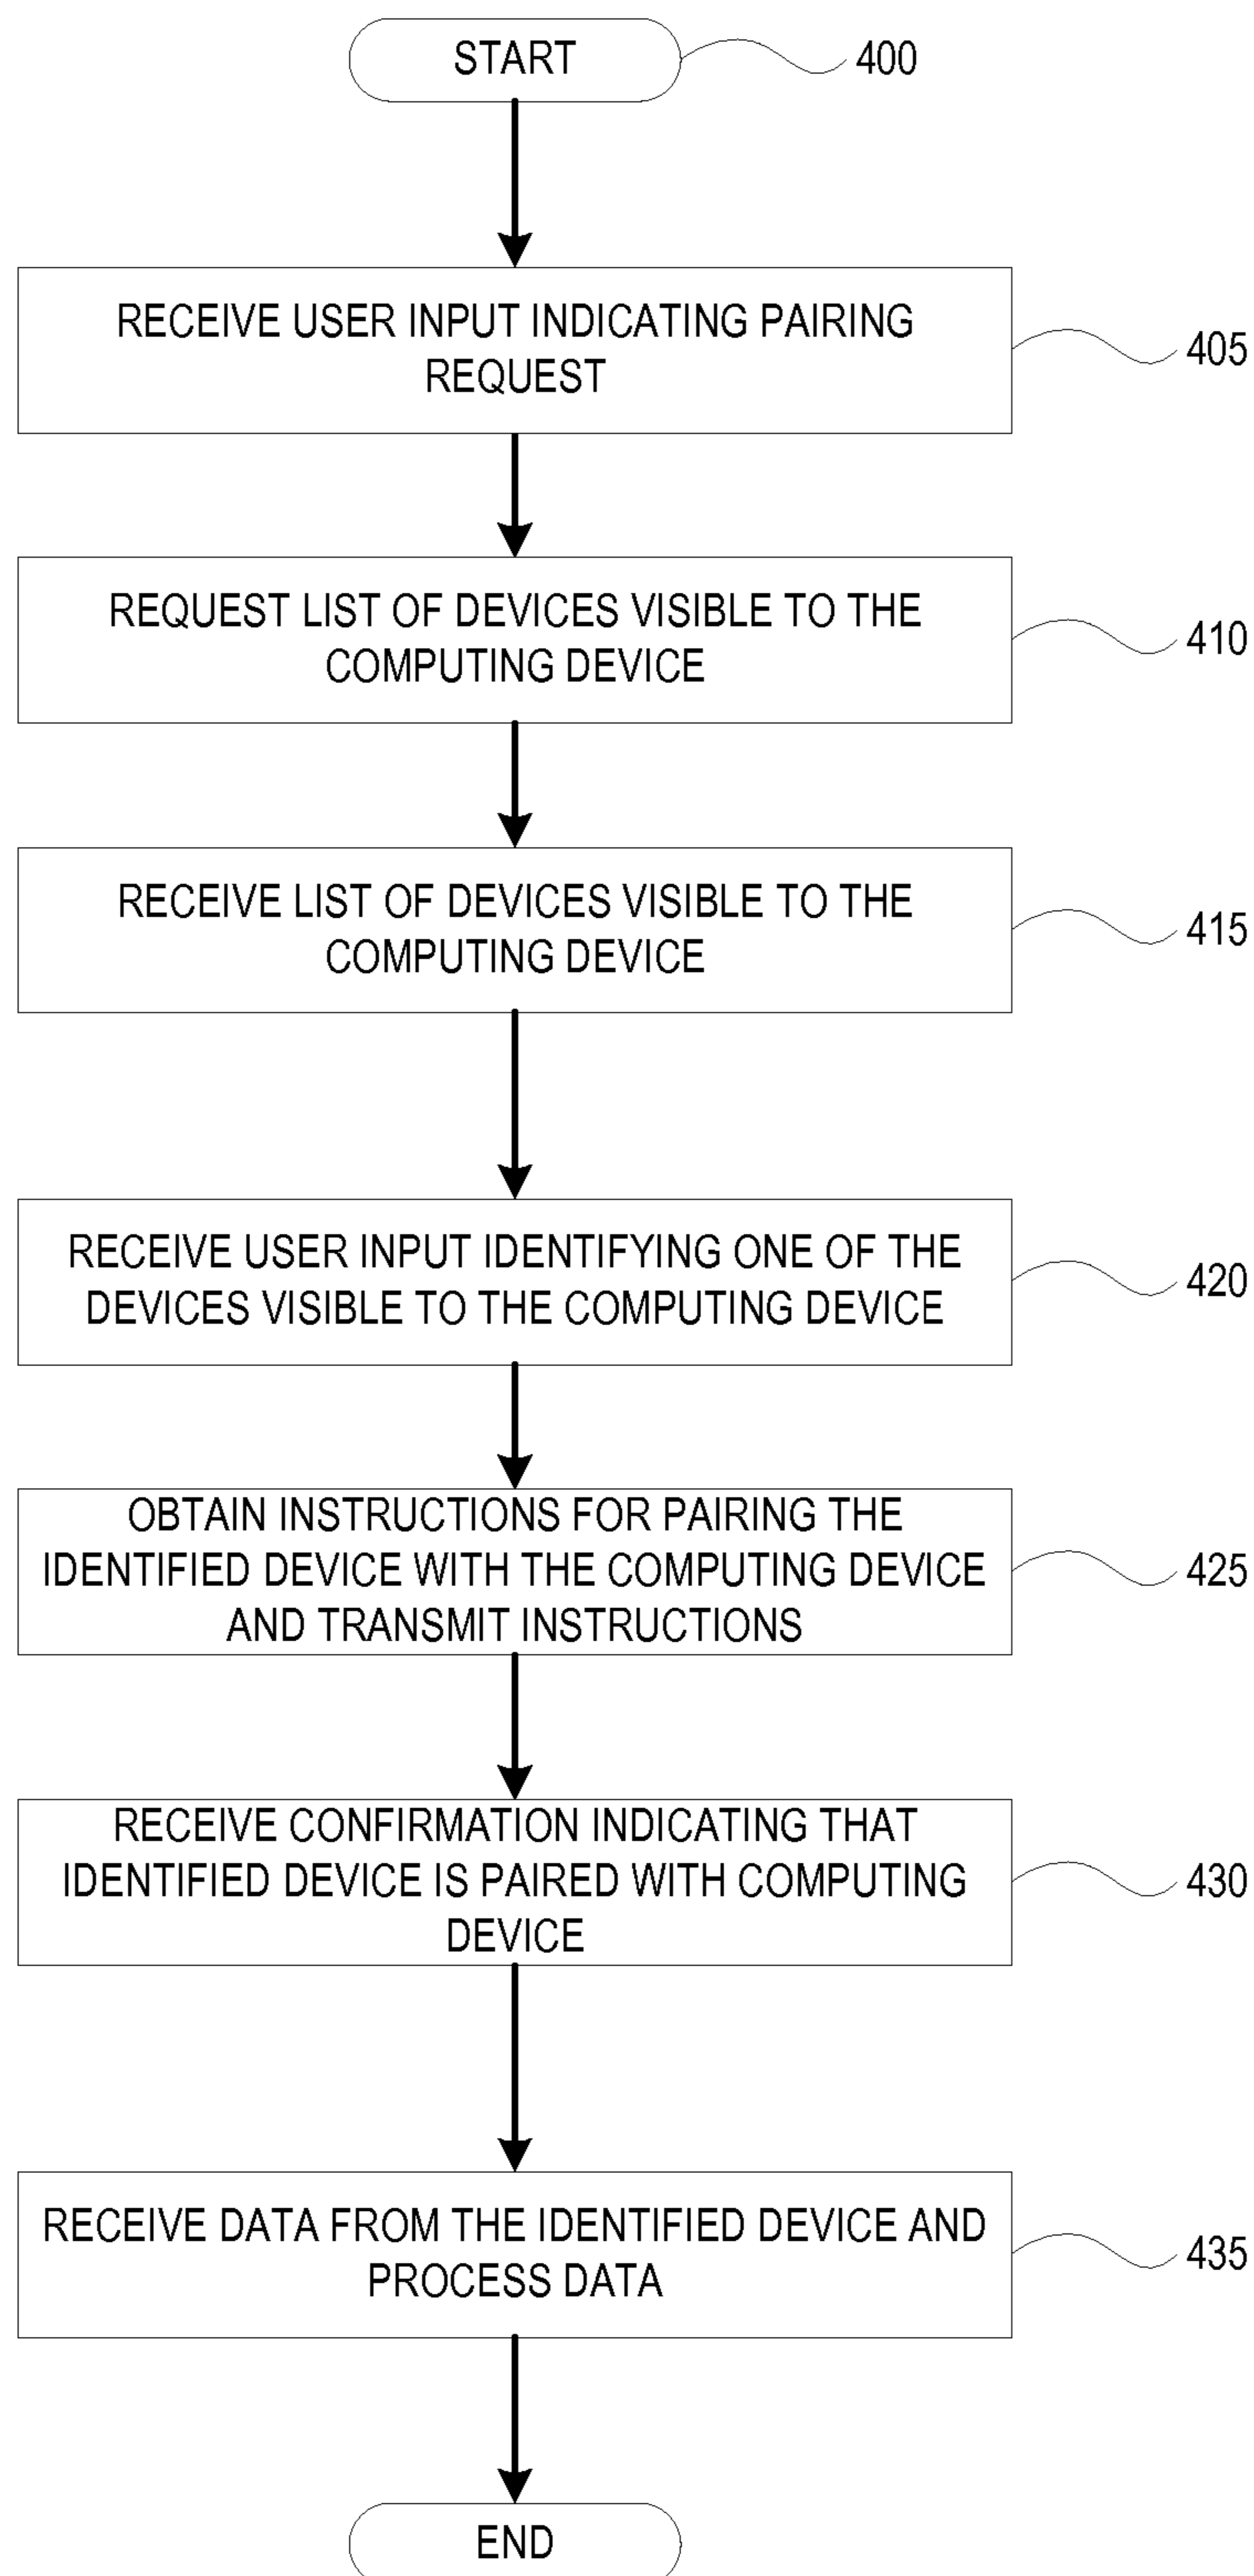 START
400
RECEIVE USER INPUT INDICATING PAIRING
REQUEST
405
REQUEST LIST OF DEVICES VISIBLE TO THE
COMPUTING DEVICE
410
RECEIVE LIST OF DEVICES VISIBLE TO THE
COMPUTING DEVICE
415
RECEIVE USER INPUT IDENTIFYING ONE OF THE
DEVICES VISIBLE TO THE COMPUTING DEVICE
420
OBTAIN INSTRUCTIONS FOR PAIRING THE
IDENTIFIED DEVICE WITH THE COMPUTING DEVICE
AND TRANSMIT INSTRUCTIONS
425
RECEIVE CONFIRMATION INDICATING THAT
IDENTIFIED DEVICE IS PAIRED WITH COMPUTING
DEVICE
430
RECEIVE DATA FROM THE IDENTIFIED DEVICE AND
PROCESS DATA
435
END